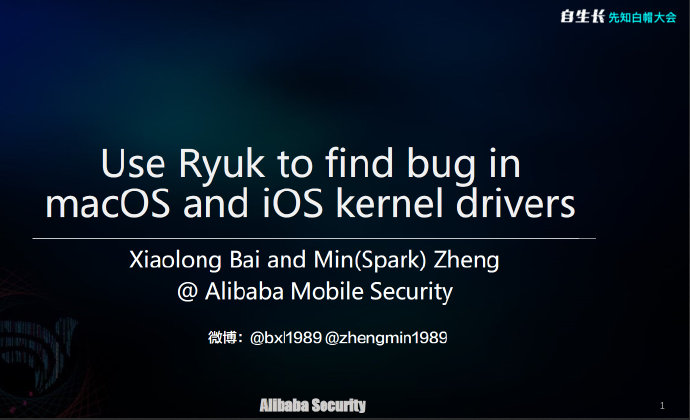 自生长 先知白帽大会
Use Ryuk to find bug in
macOS and iOS kernel drivers
Xiaolong Bai and Min(Spark) Zheng
@ Alibaba Mobile Security
微博：@bxl1989 @zhengmin1989
Alibaba Security
1